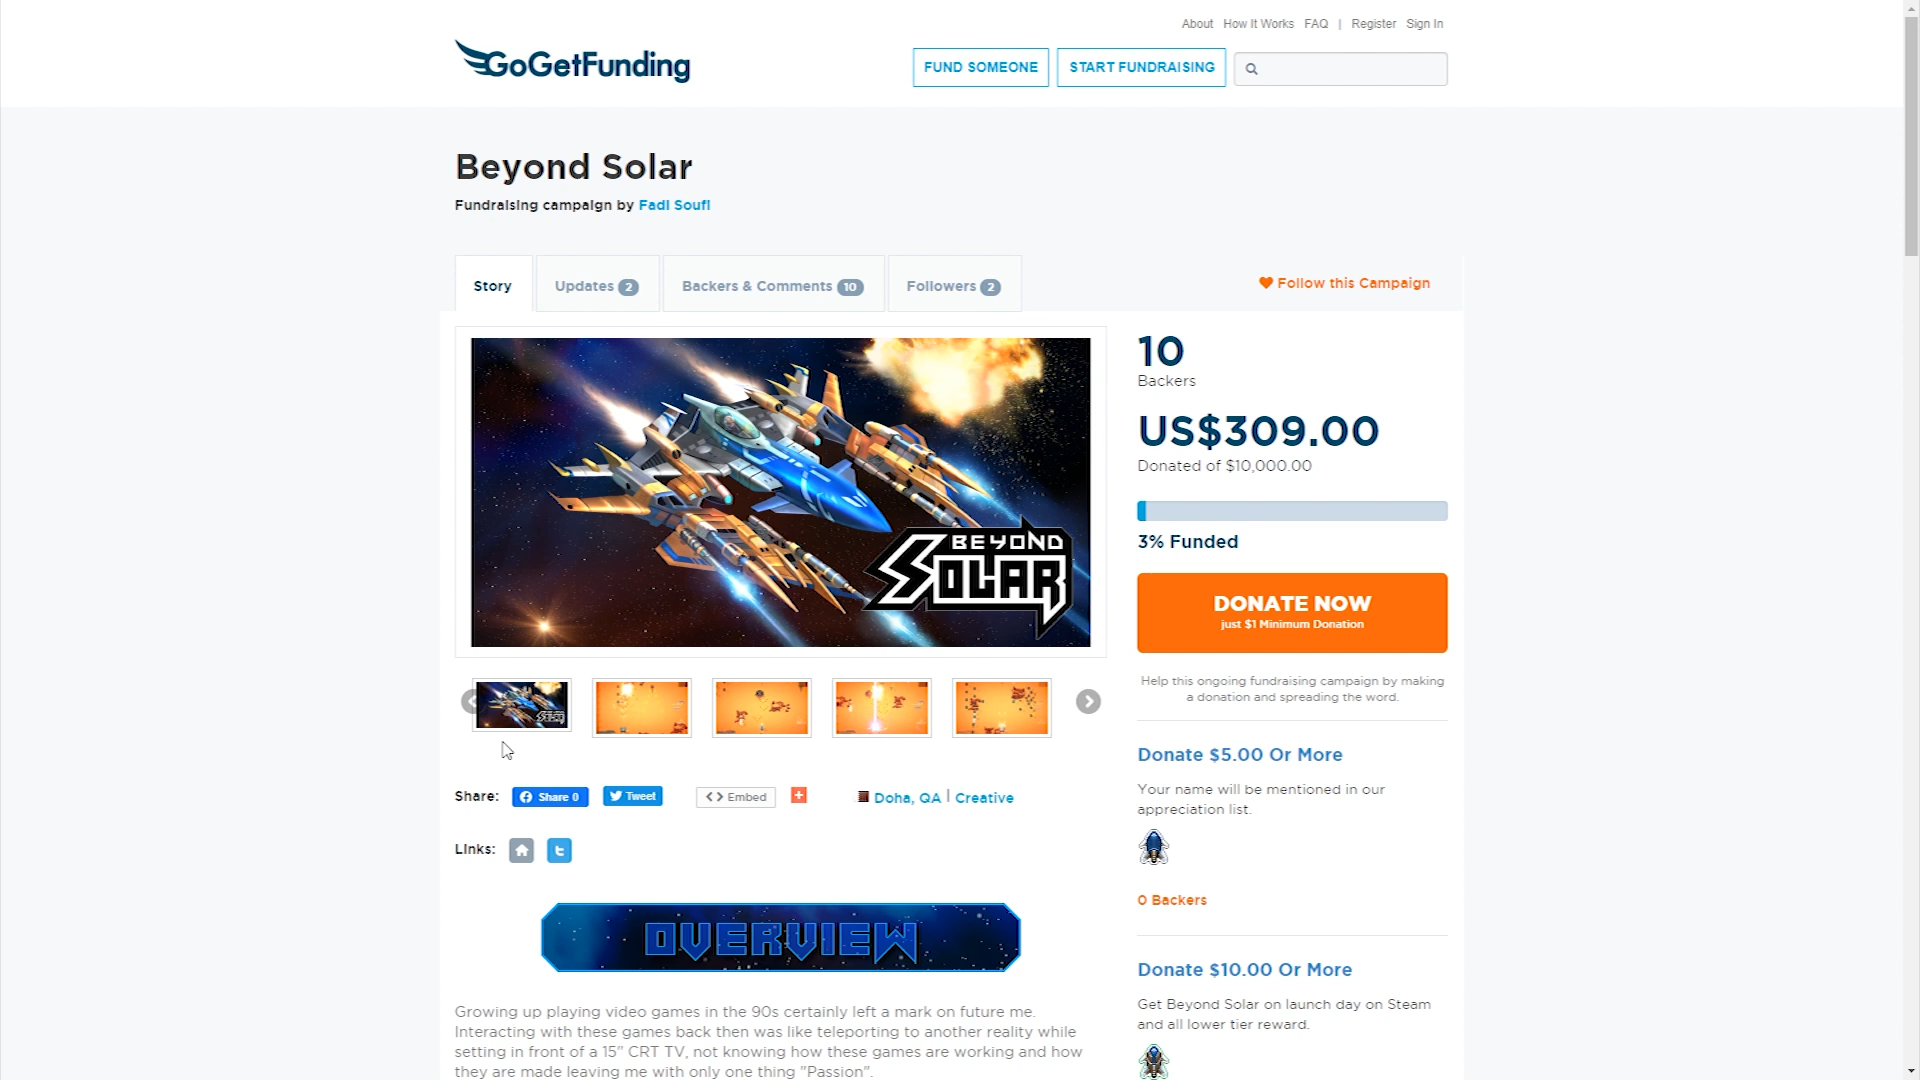 About How It Works FAQ | Register Sign In
GoGetFunding
FUND SOMEONE START FUNDRAISING
Beyond Solar
Fundraising campaign by Fadi Soufi
Story Updates 2 Backers & Comments 10 Followers 2
Follow this Campaign
BEYOND
SOLAR
10
Backers
US$309.00
Donated of $10,000.00
3% Funded
DONATE NOW
just $1 Minimum Donation
Help this ongoing fundraising campaign by making
a donation and spreading the word.
Share: Share 0 Tweet <> Embed Doha, QA | Creative
Links:
OVERVIEW
Growing up playing video games in the 90s certainly left a mark on future me.
Interacting with these games back then was like teleporting to another reality while
setting in front of a 15" CRT TV, not knowing how these games are working and how
they are made leaving me with only one thing "Passion".
Donate $5.00 Or More
Your name will be mentioned in our
appreciation list.
0 Backers
Donate $10.00 Or More
Get Beyond Solar on launch day on Steam
and all lower tier reward.